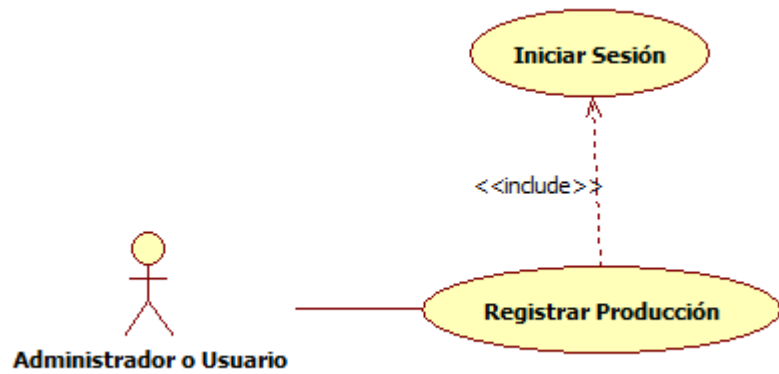 Iniciar Sesión
<<include>>
Registrar Producción
Administrador o Usuario